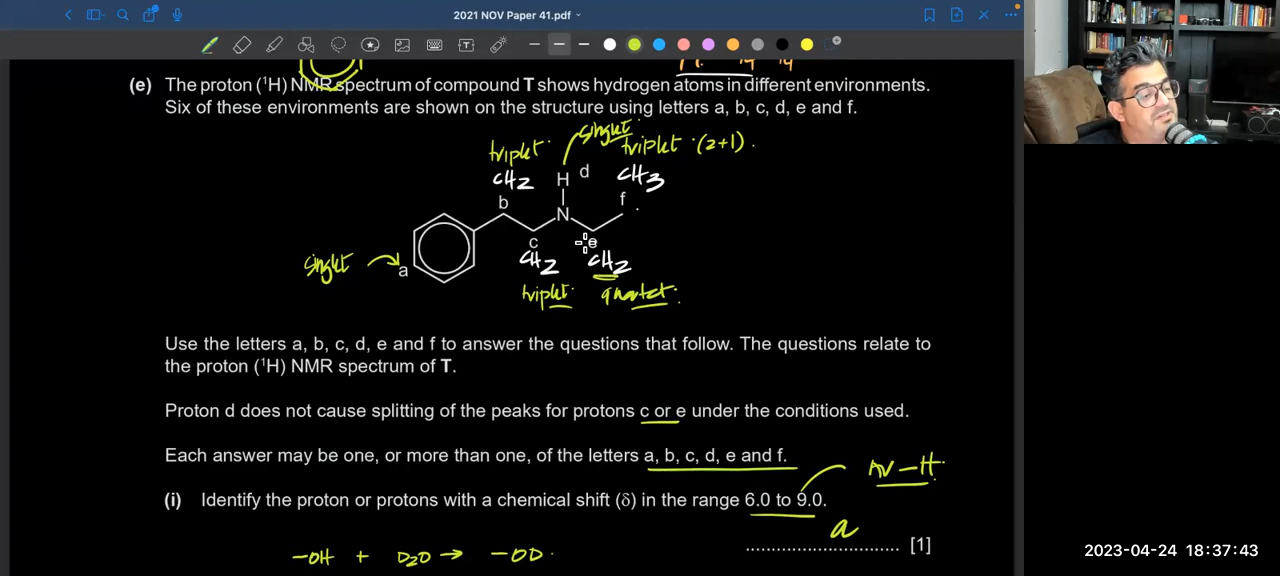 2021 NOV Paper 41.pdf
(e) The proton (¹H) NMR spectrum of compound T shows hydrogen atoms in different environments.
Six of these environments are shown on the structure using letters a, b, c, d, e and f.
singlet
triplet
triplet (2+1)
CH2
H
d
CH3
b
f
N
singlet
a
c
e
CH2
CH2
triplet
quartet
Use the letters a, b, c, d, e and f to answer the questions that follow. The questions relate to
the proton (¹H) NMR spectrum of T.
Proton d does not cause splitting of the peaks for protons c or e under the conditions used.
Each answer may be one, or more than one, of the letters a, b, c, d, e and f.
Ar-H
(i) Identify the proton or protons with a chemical shift (δ) in the range 6.0 to 9.0.
a
................................ [1]
-OH + D2O → -OD
2023-04-24 18:37:43